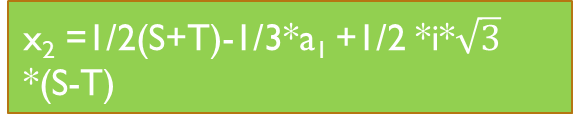 x₂ =1/2(S+T)-1/3*a₁ +1/2 *i*√3
*(S-T)